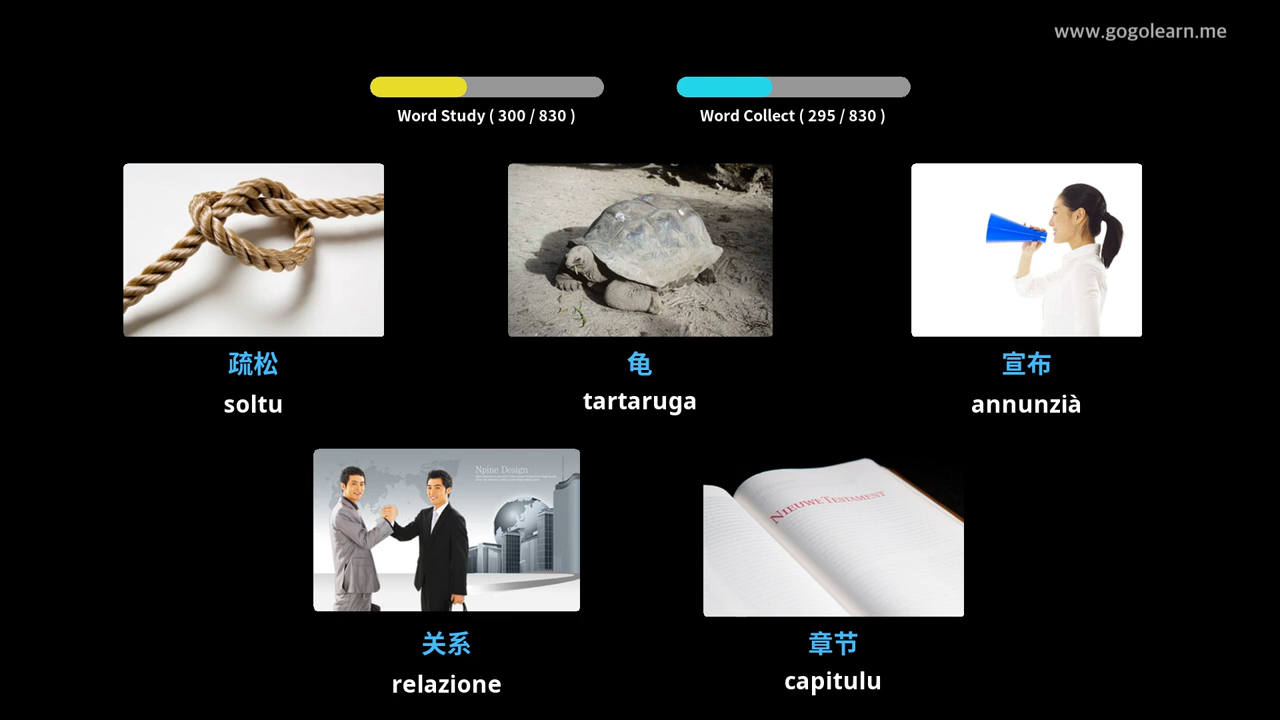 www.gogolearn.me
Word Study ( 300 / 830 )
Word Collect ( 295 / 830 )
疏松
soltu
龟
tartaruga
宣布
annunzià
Npine Design
关系
relazione
NIEUWE TESTAMENT
章节
capitulu